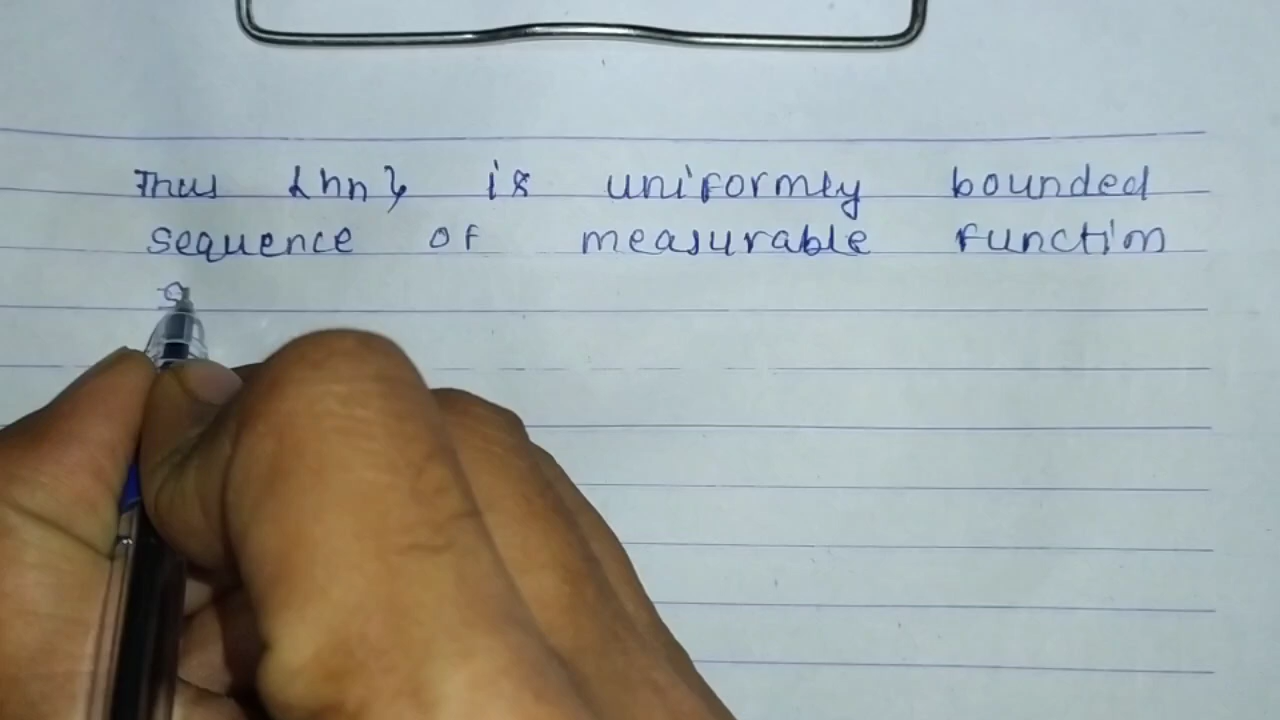 Thus {hn} is uniformly bounded
sequence of measurable function